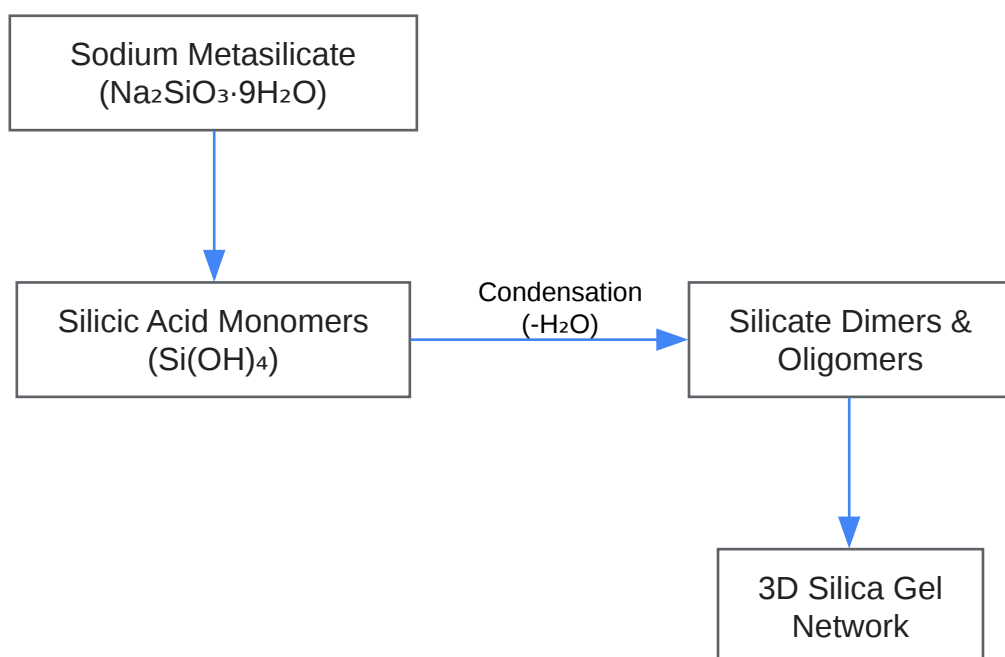 Sodium Metasilicate
(Na₂SiO₃·9H₂O)
Silicic Acid Monomers
(Si(OH)₄)
Condensation
(-H₂O)
Silicate Dimers &
Oligomers
3D Silica Gel
Network